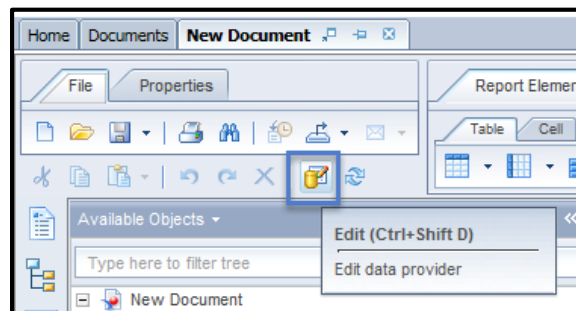 Home Documents New Document
File Properties Report Elemen
Table Cell
Available Objects
Edit (Ctrl+Shift D)
Type here to filter tree
Edit data provider
New Document